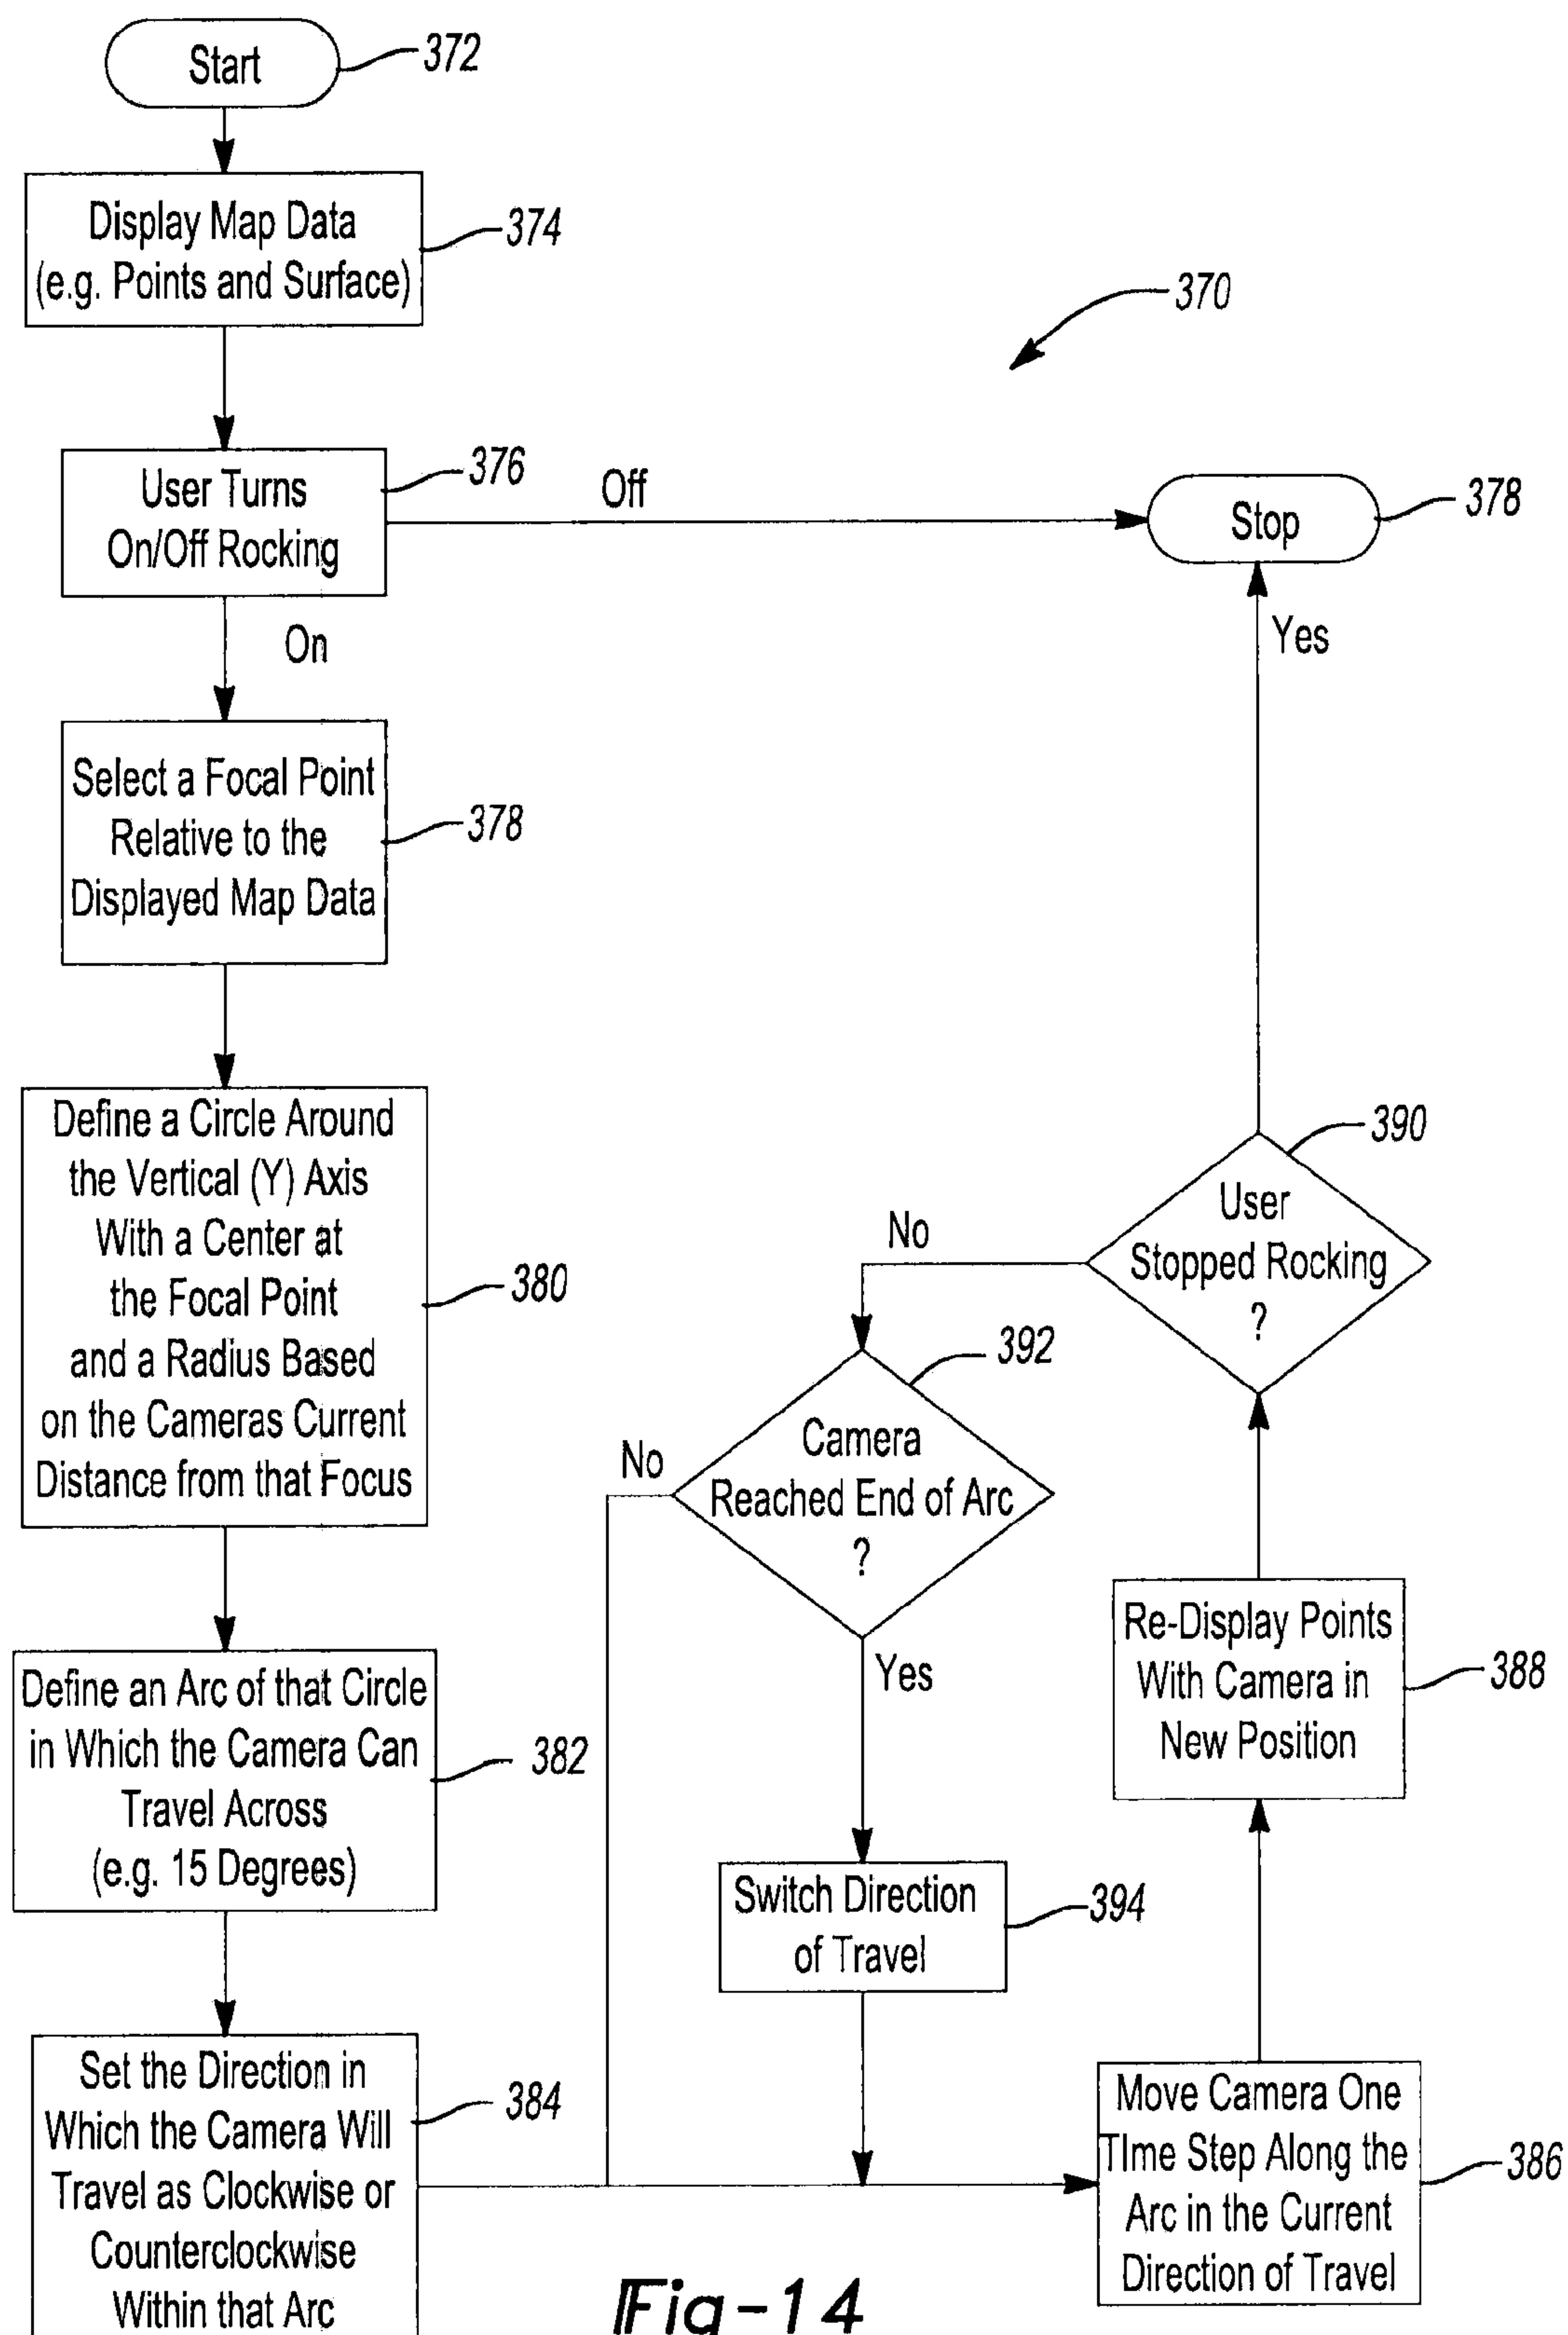 Start
372
Display Map Data
(e.g. Points and Surface)
374
370
User Turns
On/Off Rocking
376
Off
Stop
378
On
Yes
Select a Focal Point
Relative to the
Displayed Map Data
378
Define a Circle Around
the Vertical (Y) Axis
With a Center at
the Focal Point
and a Radius Based
on the Cameras Current
Distance from that Focus
380
User
Stopped Rocking
?
390
No
Camera
Reached End of Arc
?
392
No
Yes
Define an Arc of that Circle
in Which the Camera Can
Travel Across
(e.g. 15 Degrees)
382
Re-Display Points
With Camera in
New Position
388
Switch Direction
of Travel
394
Set the Direction in
Which the Camera Will
Travel as Clockwise or
Counterclockwise
Within that Arc
384
Move Camera One
TIme Step Along the
Arc in the Current
Direction of Travel
386
Fig-14